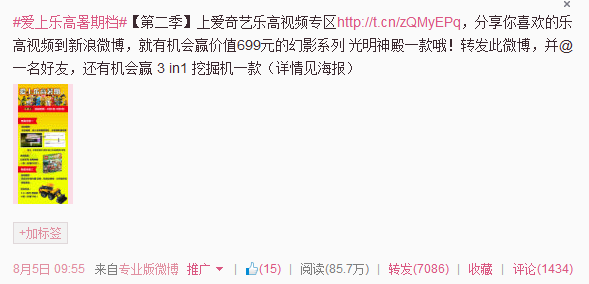 #爱上乐高暑期档#【第二季】上爱奇艺乐高视频专区http://t.cn/zQMyEPq，分享你喜欢的乐
高视频到新浪微博，就有机会赢价值699元的幻影系列 光明神殿一款哦！转发此微博，并@
一名好友，还有机会赢 3 in1 挖掘机一款（详情见海报）
爱上乐高暑期
+加标签
8月5日 09:55 来自专业版微博 推广 | (15) | 阅读(85.7万) | 转发(7086) | 收藏 | 评论(1434)